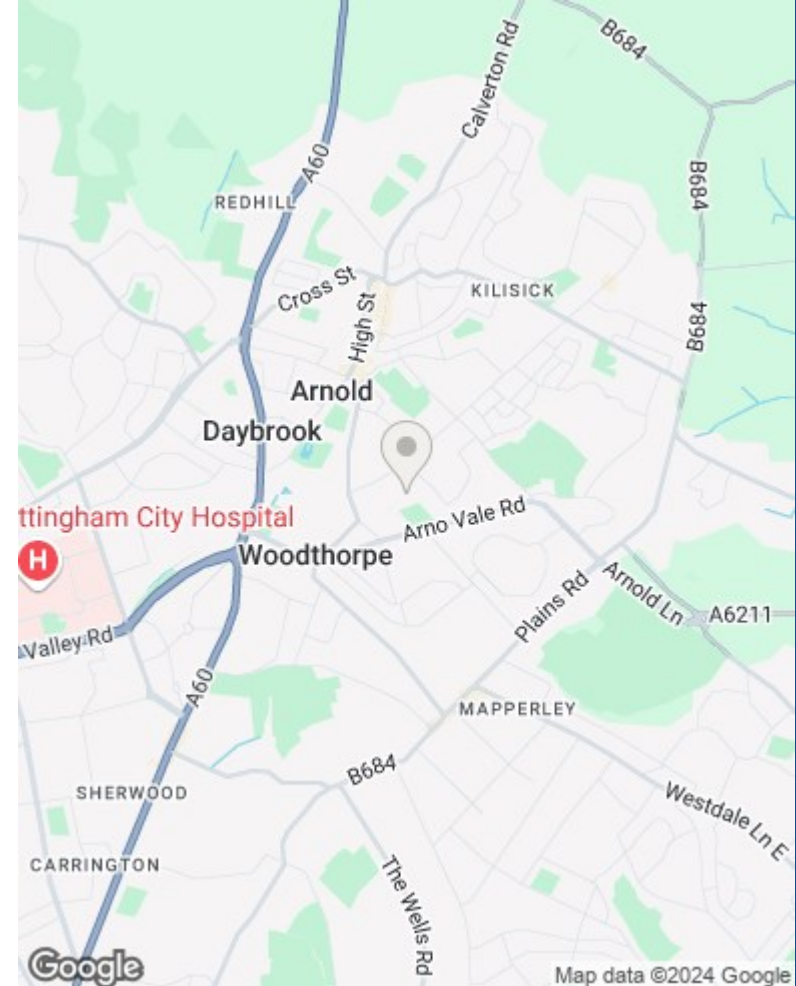 B684
Calverton Rd
A60
B684
REDHILL
Cross St
KILISICK
High St
B684
Arnold
Daybrook
ttingham City Hospital
H
Arno Vale Rd
Woodthorpe
Arnold Ln
Plains Rd
A6211
Valley Rd
A60
MAPPERLEY
B684
SHERWOOD
Westdale Ln E
CARRINGTON
The Wells Rd
Google
Map data ©2024 Google